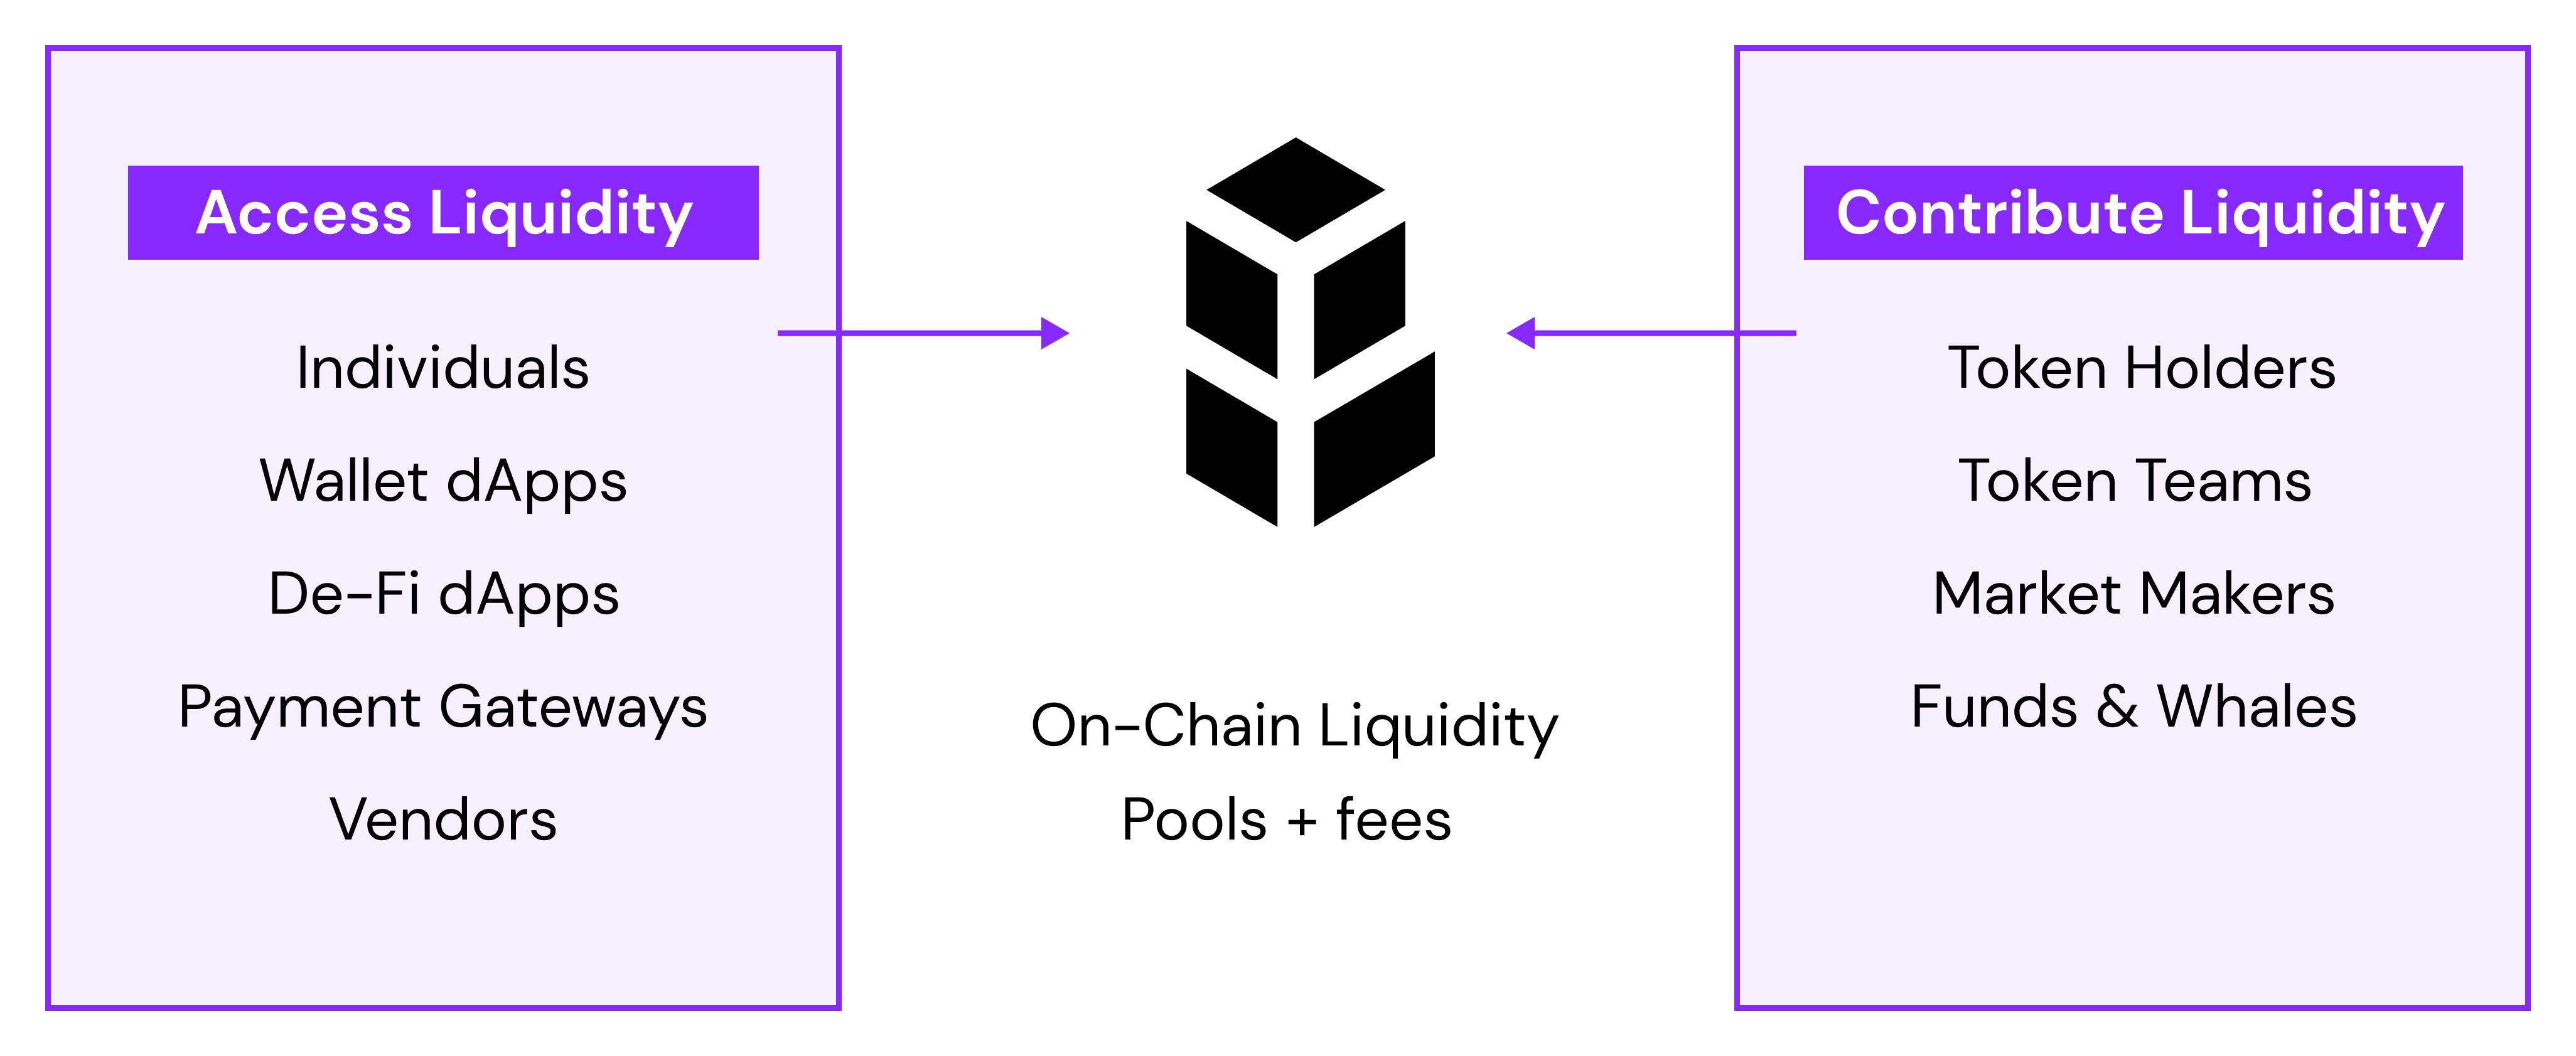 Access Liquidity
Individuals
Wallet dApps
De-Fi dApps
Payment Gateways
Vendors
On-Chain Liquidity
Pools + fees
Contribute Liquidity
Token Holders
Token Teams
Market Makers
Funds & Whales